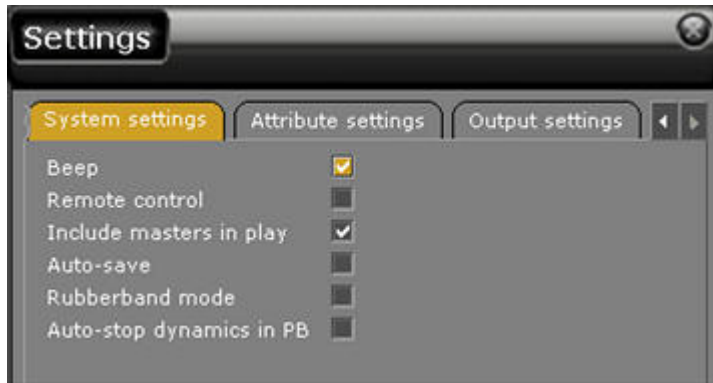 Settings
System settings Attribute settings Output settings
Beep
Remote control
Include masters in play
Auto-save
Rubberband mode
Auto-stop dynamics in PB